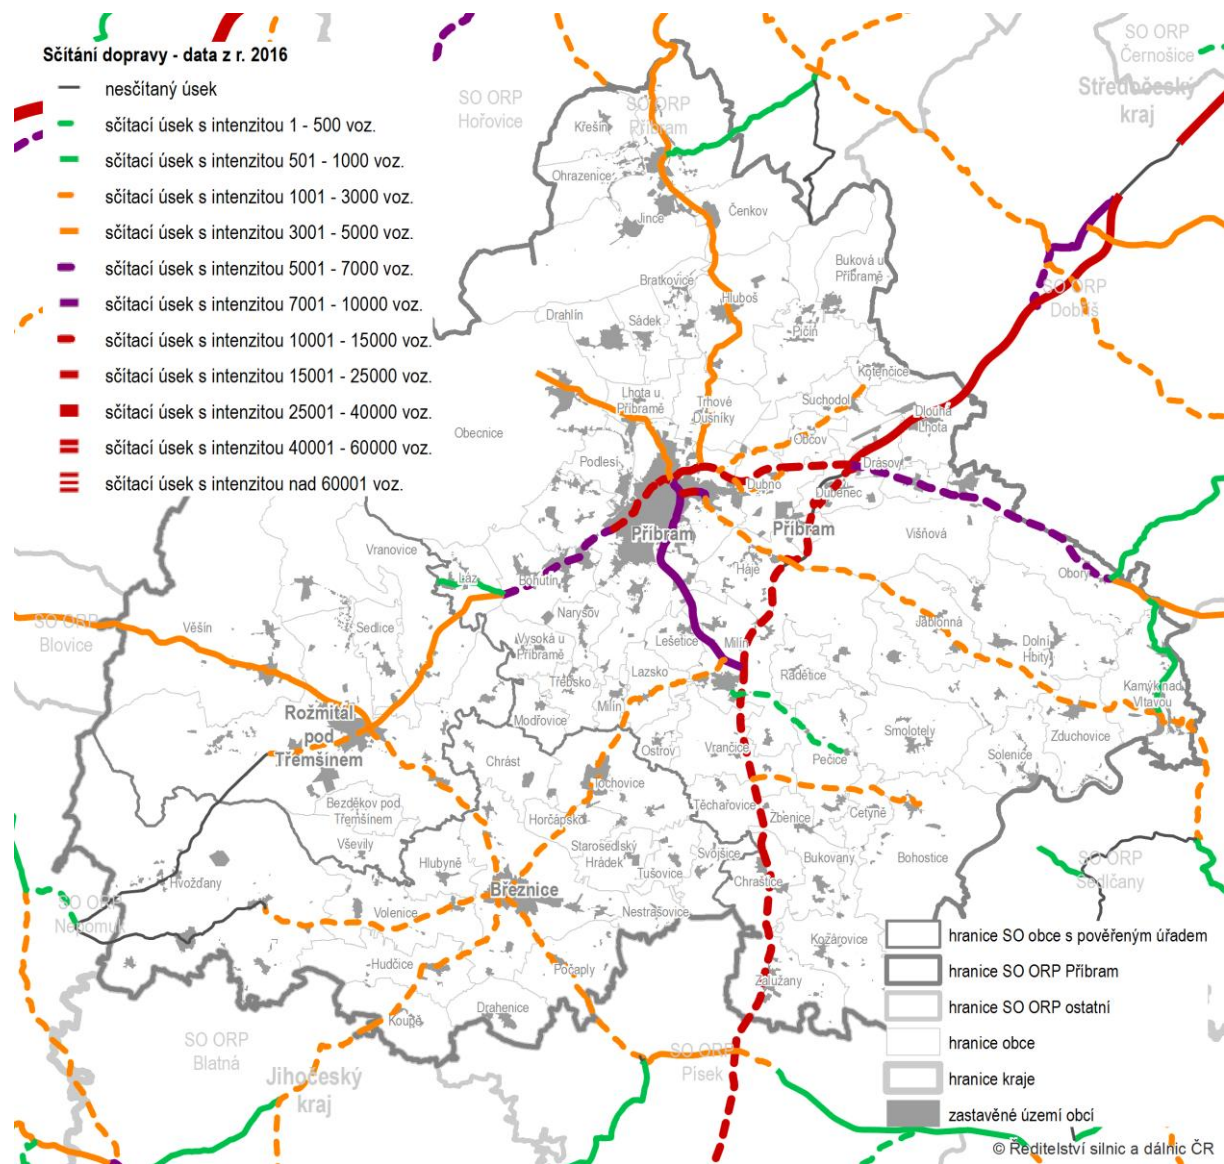 Sčítání dopravy - data z r. 2016
nesčítaný úsek
sčítací úsek s intenzitou 1 - 500 voz.
sčítací úsek s intenzitou 501 - 1000 voz.
sčítací úsek s intenzitou 1001 - 3000 voz.
sčítací úsek s intenzitou 3001 - 5000 voz.
sčítací úsek s intenzitou 5001 - 7000 voz.
sčítací úsek s intenzitou 7001 - 10000 voz.
sčítací úsek s intenzitou 10001 - 15000 voz.
sčítací úsek s intenzitou 15001 - 25000 voz.
sčítací úsek s intenzitou 25001 - 40000 voz.
sčítací úsek s intenzitou 40001 - 60000 voz.
sčítací úsek s intenzitou nad 60001 voz.
SO ORP
Černošice
Středočeský
kraj
SO ORP
Hořovice
SO ORP
Příbram
Křešín
Ohrazenice
Jince
Čenkov
Buková u
Příbramě
Bratkovice
Hluboš
SO ORP
Dobříš
Drahlín
Sádek
Pičín
Kotenčice
Lhota u
Příbramě
Trhové
Dušníky
Suchodol
Dlouhá
Lhota
Obecnice
Občov
Podlesí
Drásov
Dubno
Dubenec
Příbram
Příbram
Višňová
Vranovice
Láz
Bohutín
Háje
Obory
SO ORP
Blovice
Věšín
Sedlice
Narysov
Vysoká u
Příbramě
Lešetice
Milín
Jablonná
Dolní
Hbity
Třebsko
Lazsko
Radětice
Kamýk nad
Vltavou
Rožmitál
pod
Třemšínem
Modřovice
Milín
Smolotely
Zduchovice
Chrást
Ostrov
Vrančice
Pečice
Solenice
Tochovice
Bezděkov pod
Třemšínem
Horčápsko
Těchařovice
Zbenice
Cetyně
Vševily
Starosedlský
Hrádek
Svojšice
Bukovany
Bohostice
Hlubyně
Tušovice
SO ORP
Sedlčany
Hvožďany
Březnice
Chraštice
SO ORP
Nepomuk
Volenice
Nestrašovice
Kožárovice
Hudčice
Počaply
Zalužany
Drahenice
Koupě
SO ORP
Blatná
SO ORP
Písek
Jihočeský
kraj
hranice SO obce s pověřeným úřadem
hranice SO ORP Příbram
hranice SO ORP ostatní
hranice obce
hranice kraje
zastavěné území obcí
© Ředitelství silnic a dálnic ČR